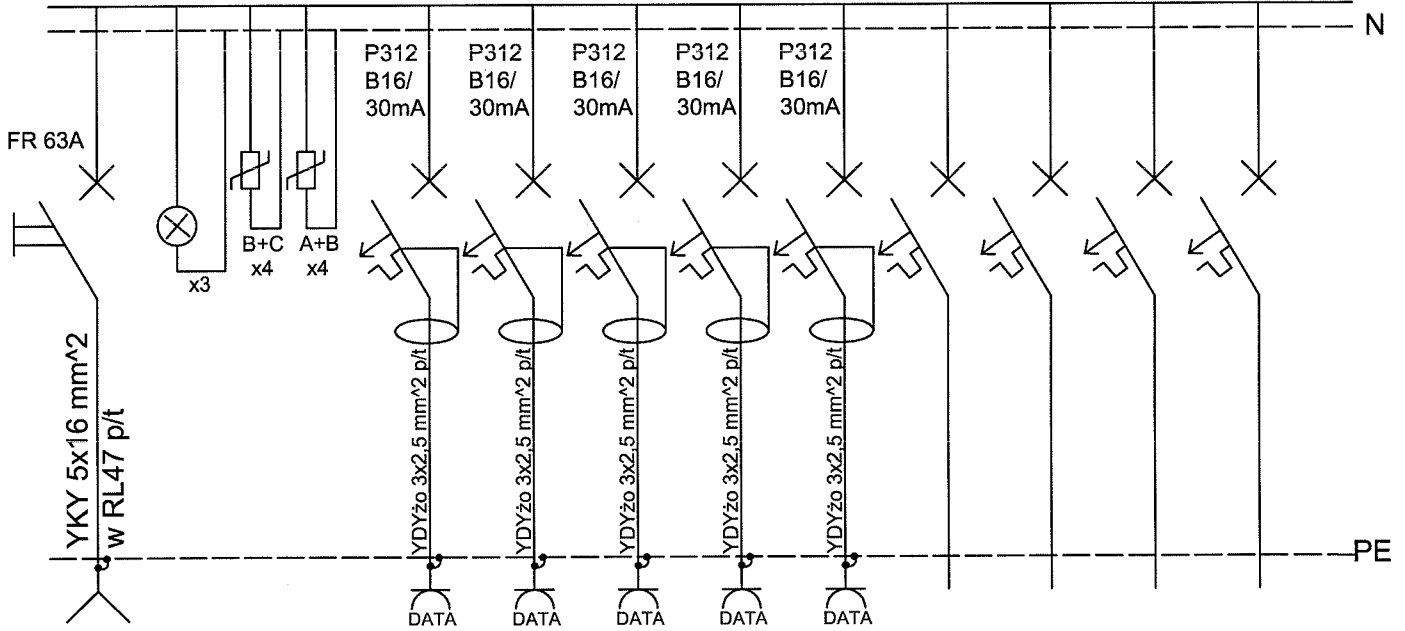 N
P312
B16/
30mA
P312
B16/
30mA
P312
B16/
30mA
P312
B16/
30mA
P312
B16/
30mA
FR 63A
x3
B+C
x4
A+B
x4
YKY 5x16 mm^2
w RL47 p/t
YDYżo 3x2,5 mm^2 p/t
YDYżo 3x2,5 mm^2 p/t
YDYżo 3x2,5 mm^2 p/t
YDYżo 3x2,5 mm^2 p/t
YDYżo 3x2,5 mm^2 p/t
PE
DATA
DATA
DATA
DATA
DATA